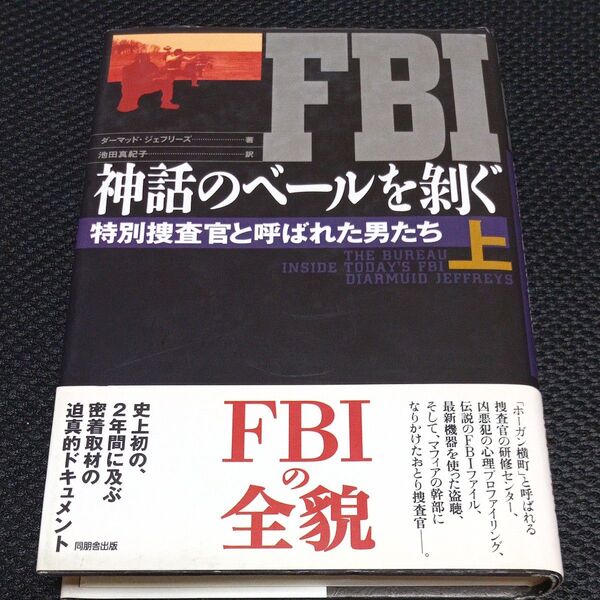 FBI
ダーマッド・ジェフリーズ……………著
池田真紀子……………訳
神話のベールを剝ぐ
特別捜査官と呼ばれた男たち
上
THE BUREAU
INSIDE TODAY'S FBI
DIARMUID JEFFREYS
「ホーガン横町」と呼ばれる
捜査官の研修センター、
凶悪犯の心理プロファイリング、
伝説のFBIファイル、
最新機器を使った盗聴、
そして、マフィアの幹部に
なりかけたおとり捜査官——。
FBI
の
全貌
史上初の、
2年間に及ぶ
密着取材の
迫真的ドキュメント
同朋舎出版